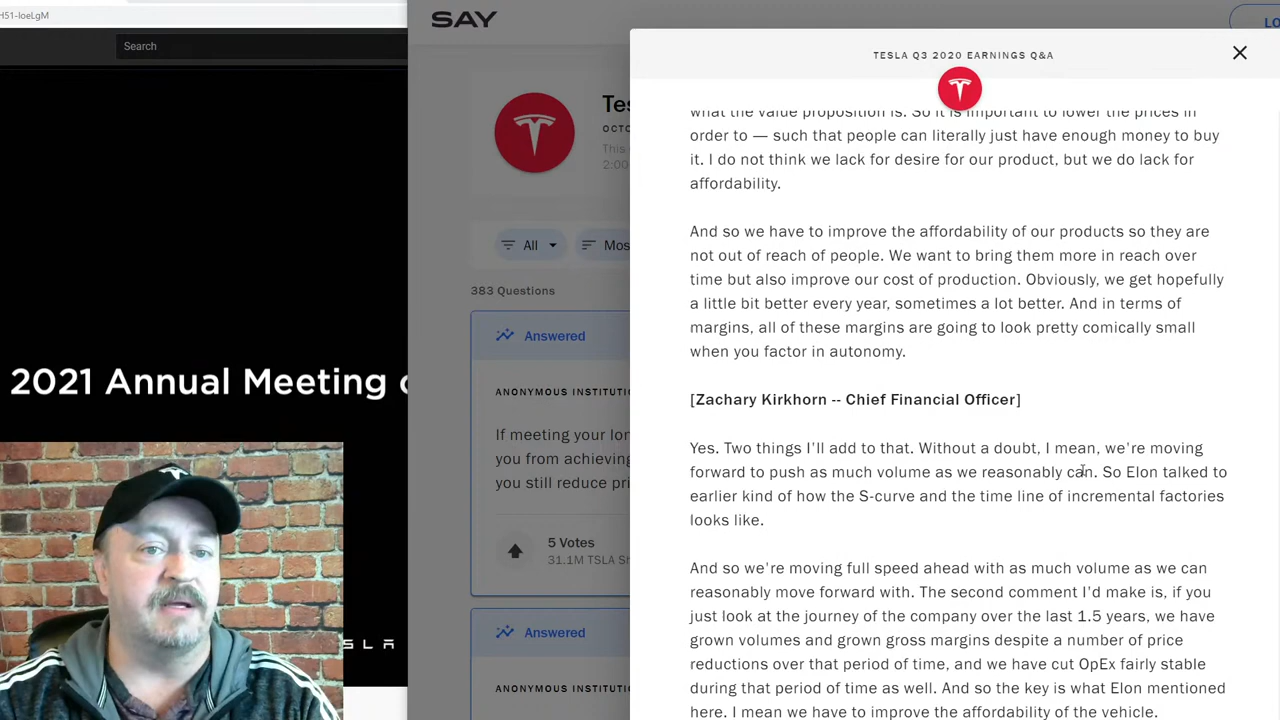 H51-loeLgM
Search
2021 Annual Meeting o
S L A
SAY
LO
Te
OCTO
This
2:00
All
Mos
383 Questions
Answered
ANONYMOUS INSTITUTIO
If meeting your lon
you from achieving
you still reduce pri
5 Votes
31.1M TSLA Sh
Answered
ANONYMOUS INSTITUTIO
TESLA Q3 2020 EARNINGS Q&A
what the value proposition is. So it is important to lower the prices in
order to — such that people can literally just have enough money to buy
it. I do not think we lack for desire for our product, but we do lack for
affordability.
And so we have to improve the affordability of our products so they are
not out of reach of people. We want to bring them more in reach over
time but also improve our cost of production. Obviously, we get hopefully
a little bit better every year, sometimes a lot better. And in terms of
margins, all of these margins are going to look pretty comically small
when you factor in autonomy.
[Zachary Kirkhorn -- Chief Financial Officer]
Yes. Two things I'll add to that. Without a doubt, I mean, we're moving
forward to push as much volume as we reasonably can. So Elon talked to
earlier kind of how the S-curve and the time line of incremental factories
looks like.
And so we're moving full speed ahead with as much volume as we can
reasonably move forward with. The second comment I'd make is, if you
just look at the journey of the company over the last 1.5 years, we have
grown volumes and grown gross margins despite a number of price
reductions over that period of time, and we have cut OpEx fairly stable
during that period of time as well. And so the key is what Elon mentioned
here. I mean we have to improve the affordability of the vehicle.